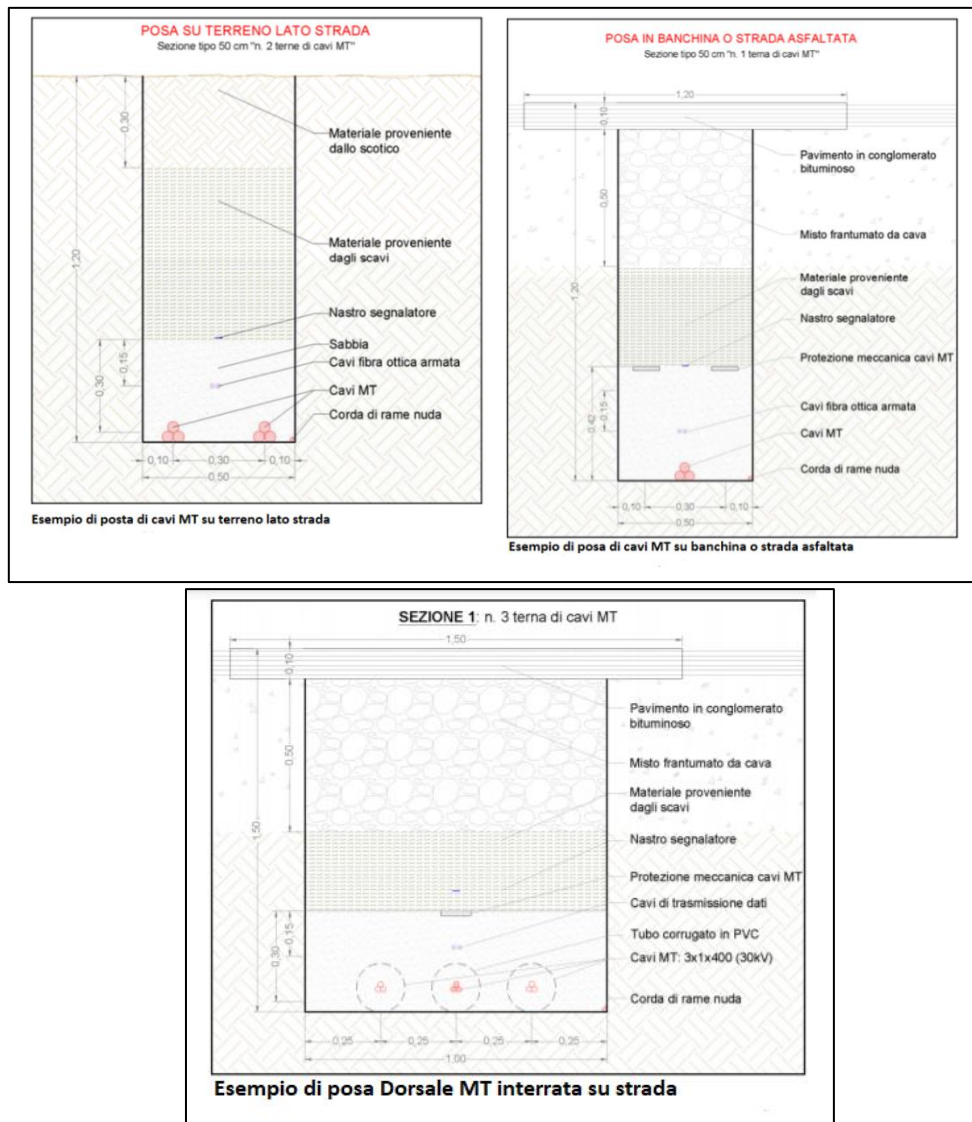 POSA SU TERRENO LATO STRADA
Sezione tipo 50 cm "n. 2 terne di cavi MT"
0,30
1,20
Materiale proveniente
dallo scotico
Materiale proveniente
dagli scavi
Nastro segnalatore
Sabbia
0,15
Cavi fibra ottica armata
0,30
Cavi MT
Corda di rame nuda
0,10
0,30
0,10
0,50
Esempio di posta di cavi MT su terreno lato strada
POSA IN BANCHINA O STRADA ASFALTATA
Sezione tipo 50 cm "n. 1 terna di cavi MT"
1,20
0,10
Pavimento in conglomerato
bituminoso
0,50
Misto frantumato da cava
1,20
Materiale proveniente
dagli scavi
Nastro segnalatore
Protezione meccanica cavi MT
0,42
0,15
Cavi fibra ottica armata
Cavi MT
Corda di rame nuda
0,10
0,30
0,10
0,50
Esempio di posa di cavi MT su banchina o strada asfaltata
SEZIONE 1: n. 3 terna di cavi MT
1,50
0,10
Pavimento in conglomerato
bituminoso
0,50
Misto frantumato da cava
1,50
Materiale proveniente
dagli scavi
Nastro segnalatore
Protezione meccanica cavi MT
Cavi di trasmissione dati
0,15
0,30
Tubo corrugato in PVC
Cavi MT: 3x1x400 (30kV)
Corda di rame nuda
0,25
0,25
0,25
0,25
1,00
Esempio di posa Dorsale MT interrata su strada